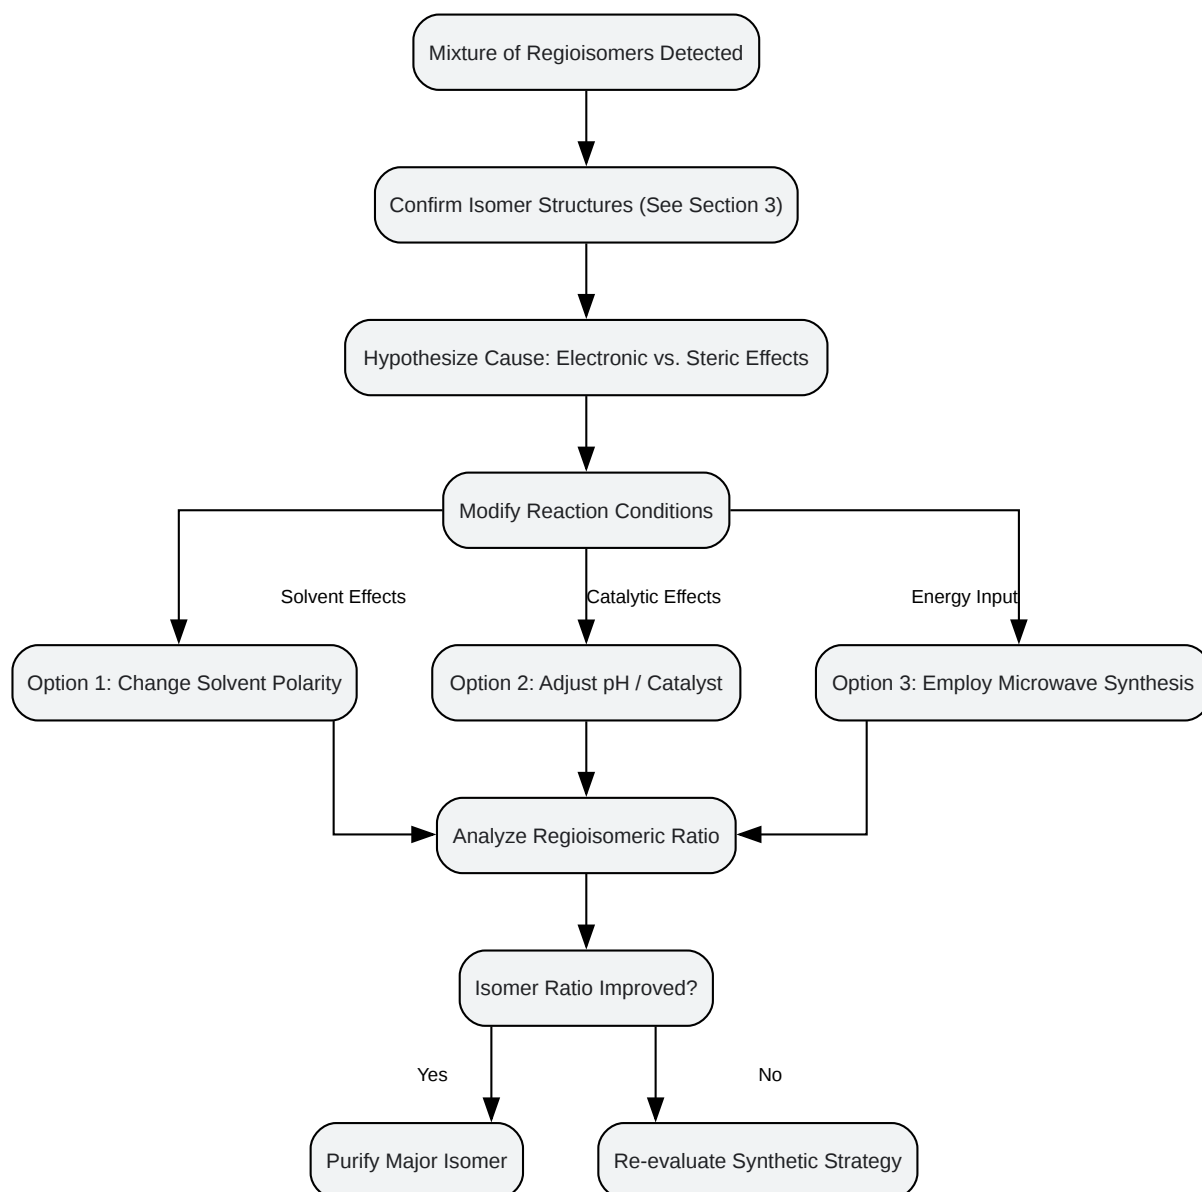 Mixture of Regioisomers Detected
Confirm Isomer Structures (See Section 3)
Hypothesize Cause: Electronic vs. Steric Effects
Modify Reaction Conditions
Solvent Effects
Catalytic Effects
Energy Input
Option 1: Change Solvent Polarity
Option 2: Adjust pH / Catalyst
Option 3: Employ Microwave Synthesis
Analyze Regioisomeric Ratio
Isomer Ratio Improved?
Yes
No
Purify Major Isomer
Re-evaluate Synthetic Strategy